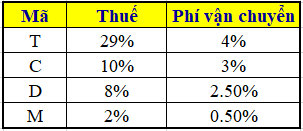 Mã Thuế Phí vận chuyển
T 29% 4%
C 10% 3%
D 8% 2.50%
M 2% 0.50%